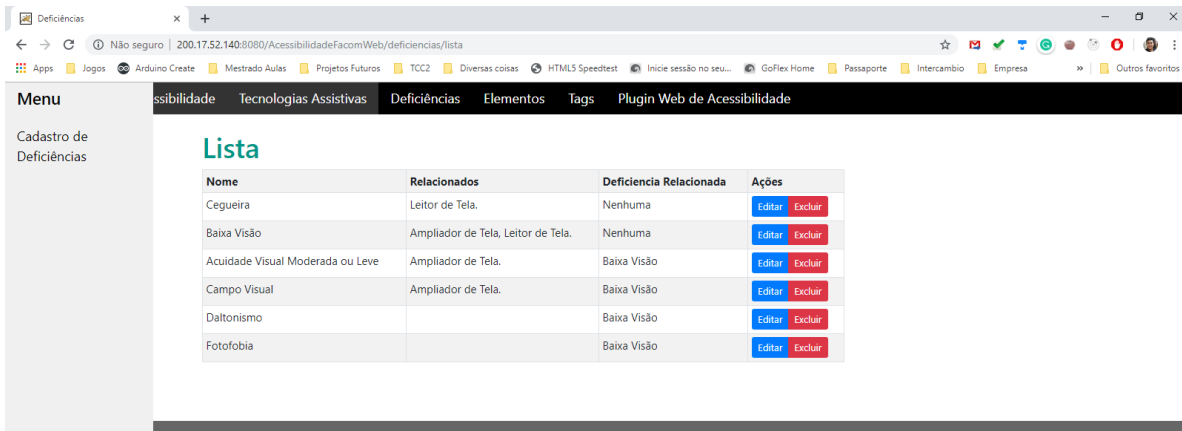 Deficiências
Não seguro | 200.17.52.140:8080/AcessibilidadeFacomWeb/deficiencias/lista
Apps Jogos Arduino Create Mestrado Aulas Projetos Futuros TCC2 Diversas coisas HTML5 Speedtest Inicie sessão no seu... GoFlex Home Passaporte Intercambio Empresa » Outros favoritos
Menu
ssibilidade Tecnologias Assistivas Deficiências Elementos Tags Plugin Web de Acessibilidade
Cadastro de
Deficiências
Lista
Nome Relacionados Deficiencia Relacionada Ações
Cegueira Leitor de Tela. Nenhuma Editar Excluir
Baixa Visão Ampliador de Tela, Leitor de Tela. Nenhuma Editar Excluir
Acuidade Visual Moderada ou Leve Ampliador de Tela. Baixa Visão Editar Excluir
Campo Visual Ampliador de Tela. Baixa Visão Editar Excluir
Daltonismo Baixa Visão Editar Excluir
Fotofobia Baixa Visão Editar Excluir